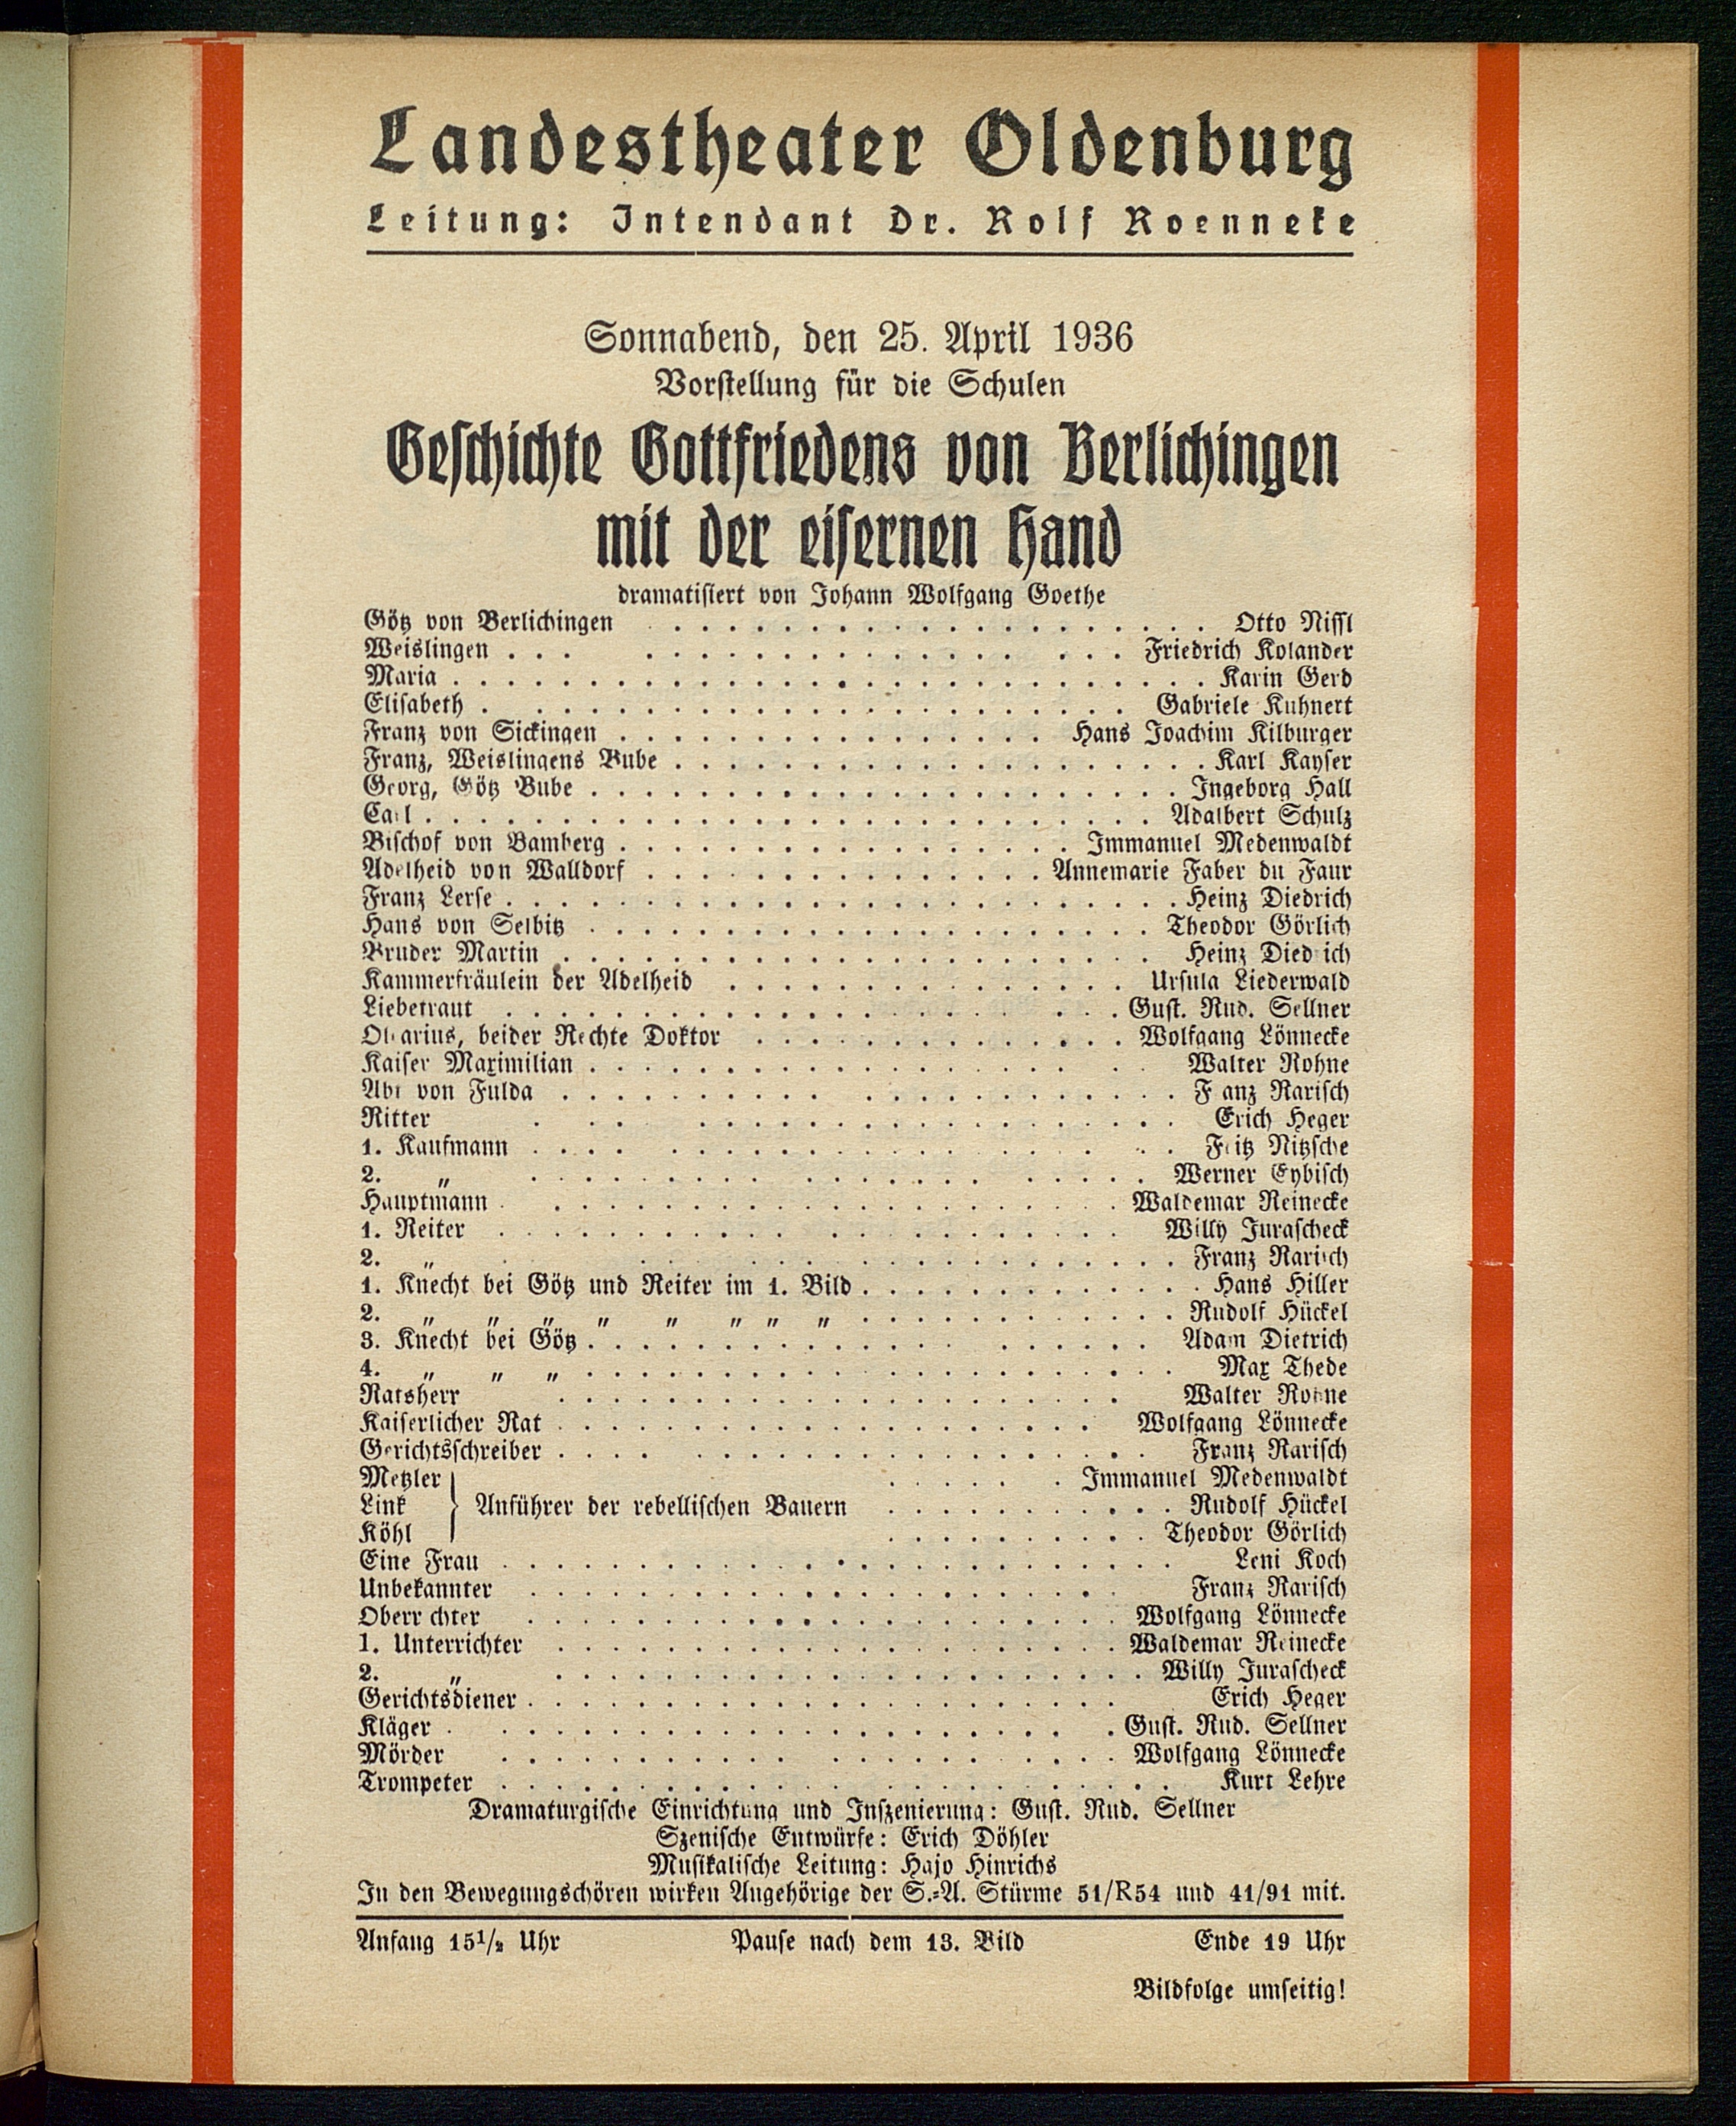 Landestheater Oldenburg
Leitung: Intendant Dr. Rolf Roenneke
Sonnabend, den 25. April 1936
Vorstellung für die Schulen
Geschichte Gottfriedens von Berlichingen
mit der eisernen Hand
dramatisiert von Johann Wolfgang Goethe
Götz von Berlichingen . . . . . Otto Nissl
Weislingen . . . . . Friedrich Kolander
Maria . . . . . Karin Gerd
Elisabeth . . . . . Gabriele Kuhnert
Franz von Sickingen . . . . . Hans Joachim Kilburger
Franz, Weislingens Bube . . . . . Karl Kayser
Georg, Götz Bube . . . . . Ingeborg Hall
Carl . . . . . Adalbert Schulz
Bischof von Bamberg . . . . . Immanuel Medenwaldt
Adelheid von Walldorf . . . . . Annemarie Faber du Faur
Franz Lerse . . . . . Heinz Diedrich
Hans von Selbitz . . . . . Theodor Görlich
Bruder Martin . . . . . Heinz Diedrich
Kammerfräulein der Adelheid . . . . . Ursula Liederwald
Liebetraut . . . . . Gust. Rud. Sellner
Olearius, beider Rechte Doktor . . . . . Wolfgang Lönnecke
Kaiser Maximilian . . . . . Walter Rohne
Abt von Fulda . . . . . Franz Rarisch
Ritter . . . . . Erich Heger
1. Kaufmann . . . . . Fritz Nitzsche
2. " . . . . . Werner Eybisch
Hauptmann . . . . . Waldemar Reinecke
1. Reiter . . . . . Willy Jurascheck
2. " . . . . . Franz Rarisch
1. Knecht bei Götz und Reiter im 1. Bild . . . . . Hans Hiller
2. " " " " " " " " . . . . . Rudolf Hückel
3. Knecht bei Götz . . . . . Adam Dietrich
4. " " " . . . . . Max Thede
Ratsherr . . . . . Walter Rohne
Kaiserlicher Rat . . . . . Wolfgang Lönnecke
Gerichtsschreiber . . . . . Franz Rarisch
Metzler . . . . . Immanuel Medenwaldt
Link } Anführer der rebellischen Bauern . . . . . Rudolf Hückel
Köhl . . . . . Theodor Görlich
Eine Frau . . . . . Leni Koch
Unbekannter . . . . . Franz Rarisch
Oberrichter . . . . . Wolfgang Lönnecke
1. Unterrichter . . . . . Waldemar Reinecke
2. " . . . . . Willy Jurascheck
Gerichtsdiener . . . . . Erich Heger
Kläger . . . . . Gust. Rud. Sellner
Mörder . . . . . Wolfgang Lönnecke
Trompeter . . . . . Kurt Lehre
Dramaturgische Einrichtung und Inszenierung: Gust. Rud. Sellner
Szenische Entwürfe: Erich Döhler
Musikalische Leitung: Hajo Hinrichs
In den Bewegungschören wirken Angehörige der S.-A. Stürme 51/R54 und 41/91 mit.
Anfang 15½ Uhr Pause nach dem 13. Bild Ende 19 Uhr
Bildfolge umseitig!